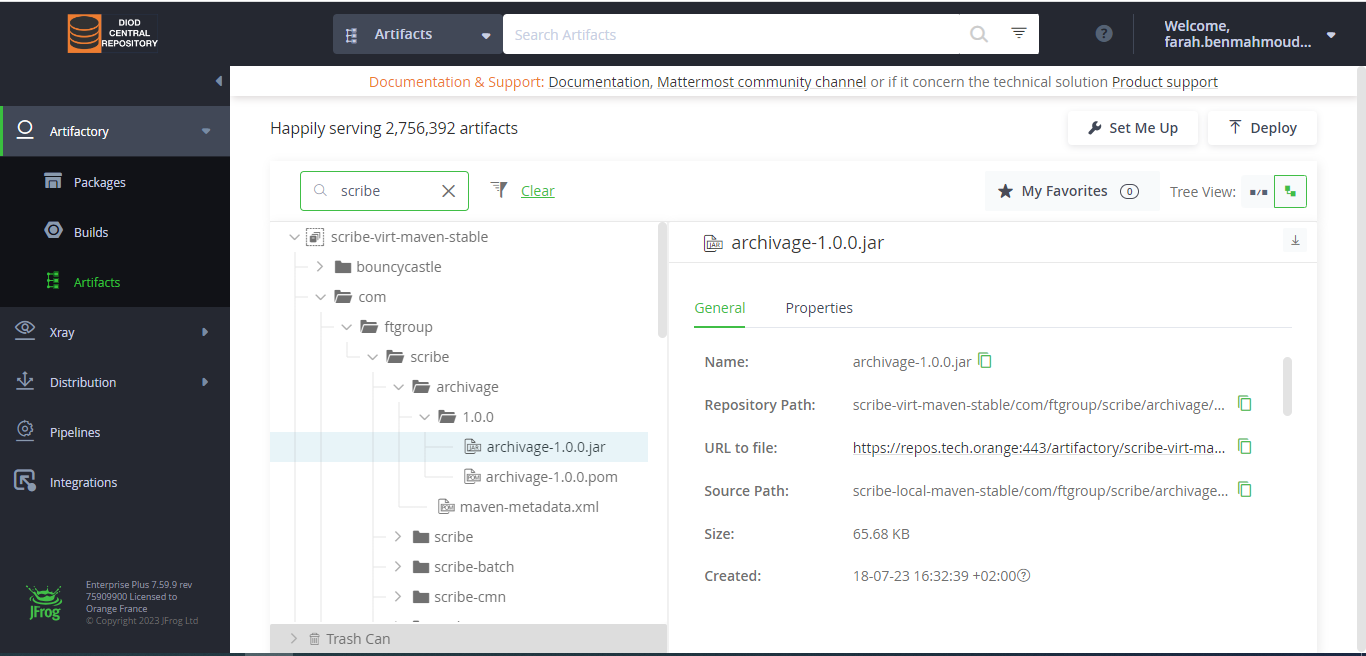 DIOD
CENTRAL
REPOSITORY
Artifacts
Search Artifacts
?
Welcome,
farah.benmahmoud...
Documentation & Support: Documentation, Mattermost community channel or if it concern the technical solution Product support
Artifactory
Packages
Builds
Artifacts
Xray
Distribution
Pipelines
Integrations
JFrog
Enterprise Plus 7.59.9 rev
75909900 Licensed to
Orange France
© Copyright 2023 JFrog Ltd
Happily serving 2,756,392 artifacts
Set Me Up
Deploy
scribe
Clear
My Favorites 0
Tree View:
scribe-virt-maven-stable
bouncycastle
com
ftgroup
scribe
archivage
1.0.0
archivage-1.0.0.jar
archivage-1.0.0.pom
maven-metadata.xml
scribe
scribe-batch
scribe-cmn
Trash Can
JAR archivage-1.0.0.jar
General
Properties
Name: archivage-1.0.0.jar
Repository Path: scribe-virt-maven-stable/com/ftgroup/scribe/archivage/...
URL to file: https://repos.tech.orange:443/artifactory/scribe-virt-ma...
Source Path: scribe-local-maven-stable/com/ftgroup/scribe/archivage...
Size: 65.68 KB
Created: 18-07-23 16:32:39 +02:00?